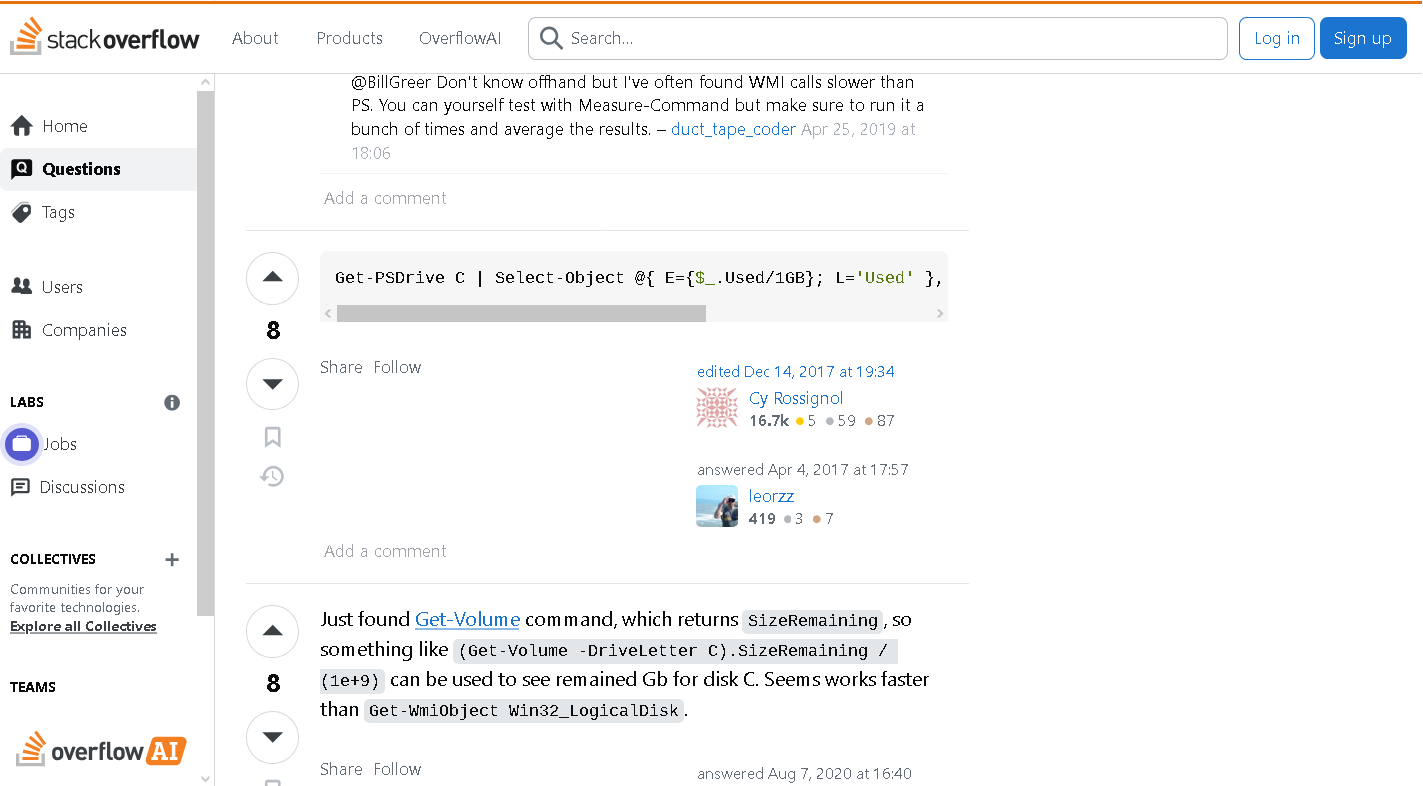 stackoverflow
About
Products
OverflowAI
Search...
Log in
Sign up
Home
Questions
Tags
Users
Companies
LABS
Jobs
Discussions
COLLECTIVES
Communities for your
favorite technologies.
Explore all Collectives
TEAMS
overflow AI
@BillGreer Don't know offhand but I've often found WMI calls slower than
PS. You can yourself test with Measure-Command but make sure to run it a
bunch of times and average the results. – duct_tape_coder Apr 25, 2019 at
18:06
Add a comment
8
Get-PSDrive C | Select-Object @{ E={$_.Used/1GB}; L='Used' },
Share Follow
edited Dec 14, 2017 at 19:34
Cy Rossignol
16.7k 5 59 87
answered Apr 4, 2017 at 17:57
leorzz
419 3 7
Add a comment
8
Just found Get-Volume command, which returns SizeRemaining, so
something like (Get-Volume -DriveLetter C).SizeRemaining /
(1e+9) can be used to see remained Gb for disk C. Seems works faster
than Get-WmiObject Win32_LogicalDisk.
Share Follow
answered Aug 7, 2020 at 16:40